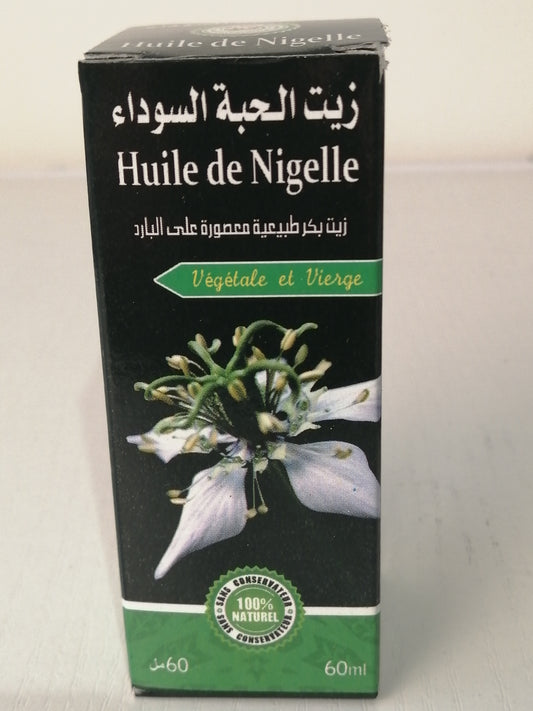 Huile de Nigelle
زيت الحبة السوداء
Huile de Nigelle
زيت بكر طبيعية معصورة على البارد
Végétale et Vierge
SANS CONSERVATEUR
100%
NATUREL
SANS CONSERVATEUR
60مل
60ml